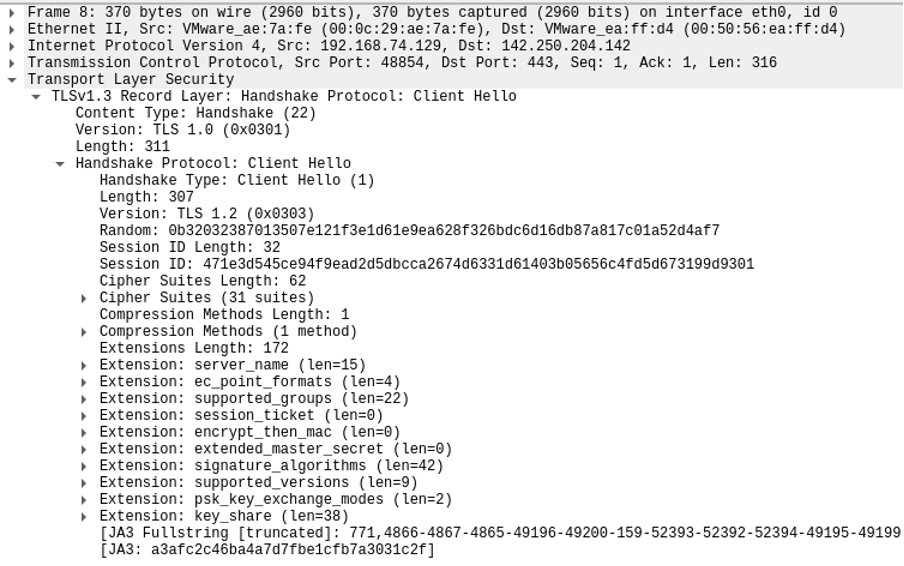 Frame 8: 370 bytes on wire (2960 bits), 370 bytes captured (2960 bits) on interface eth0, id 0
Ethernet II, Src: VMware_ae:7a:fe (00:0c:29:ae:7a:fe), Dst: VMware_ea:ff:d4 (00:50:56:ea:ff:d4)
Internet Protocol Version 4, Src: 192.168.74.129, Dst: 142.250.204.142
Transmission Control Protocol, Src Port: 48854, Dst Port: 443, Seq: 1, Ack: 1, Len: 316
Transport Layer Security
TLSv1.3 Record Layer: Handshake Protocol: Client Hello
Content Type: Handshake (22)
Version: TLS 1.0 (0x0301)
Length: 311
Handshake Protocol: Client Hello
Handshake Type: Client Hello (1)
Length: 307
Version: TLS 1.2 (0x0303)
Random: 0b32032387013507e121f3e1d61e9ea628f326bdc6d16db87a817c01a52d4af7
Session ID Length: 32
Session ID: 471e3d545ce94f9ead2d5dbcca2674d6331d61403b05656c4fd5d673199d9301
Cipher Suites Length: 62
Cipher Suites (31 suites)
Compression Methods Length: 1
Compression Methods (1 method)
Extensions Length: 172
Extension: server_name (len=15)
Extension: ec_point_formats (len=4)
Extension: supported_groups (len=22)
Extension: session_ticket (len=0)
Extension: encrypt_then_mac (len=0)
Extension: extended_master_secret (len=0)
Extension: signature_algorithms (len=42)
Extension: supported_versions (len=9)
Extension: psk_key_exchange_modes (len=2)
Extension: key_share (len=38)
[JA3 Fullstring [truncated]: 771,4866-4867-4865-49196-49200-159-52393-52392-52394-49195-49199
[JA3: a3afc2c46ba4a7d7fbe1cfb7a3031c2f]